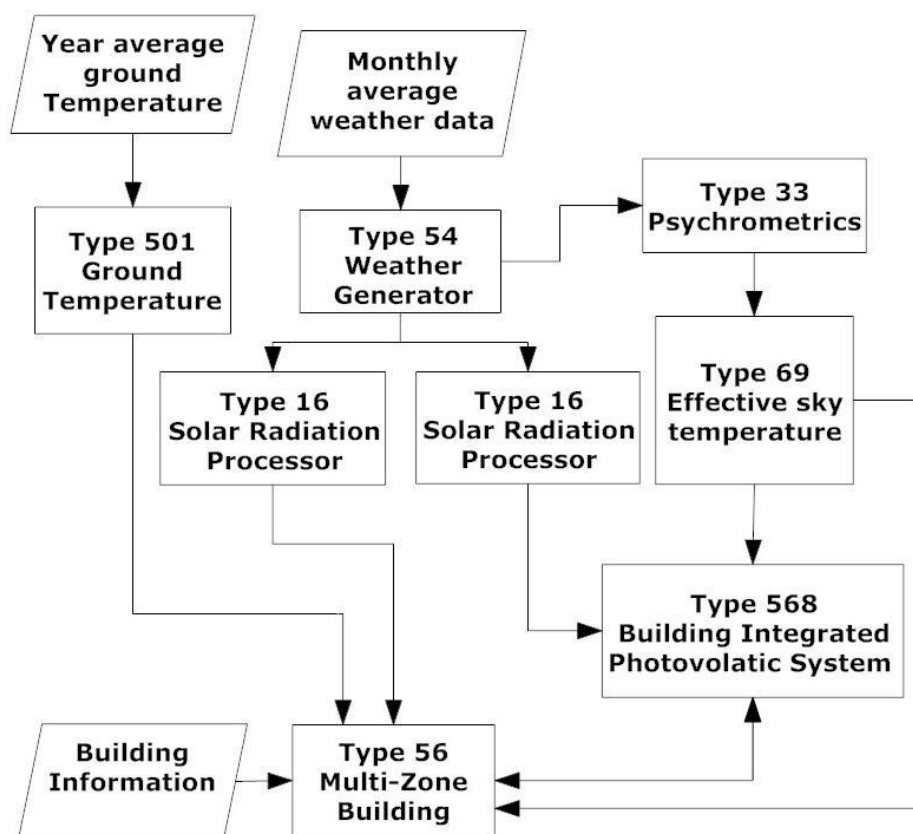 Year average
ground
Temperature
Monthly
average
weather data
Type 33
Psychrometrics
Type 501
Ground
Temperature
Type 54
Weather
Generator
Type 16
Solar Radiation
Processor
Type 16
Solar Radiation
Processor
Type 69
Effective sky
temperature
Type 568
Building Integrated
Photovolatic System
Building
Information
Type 56
Multi-Zone
Building